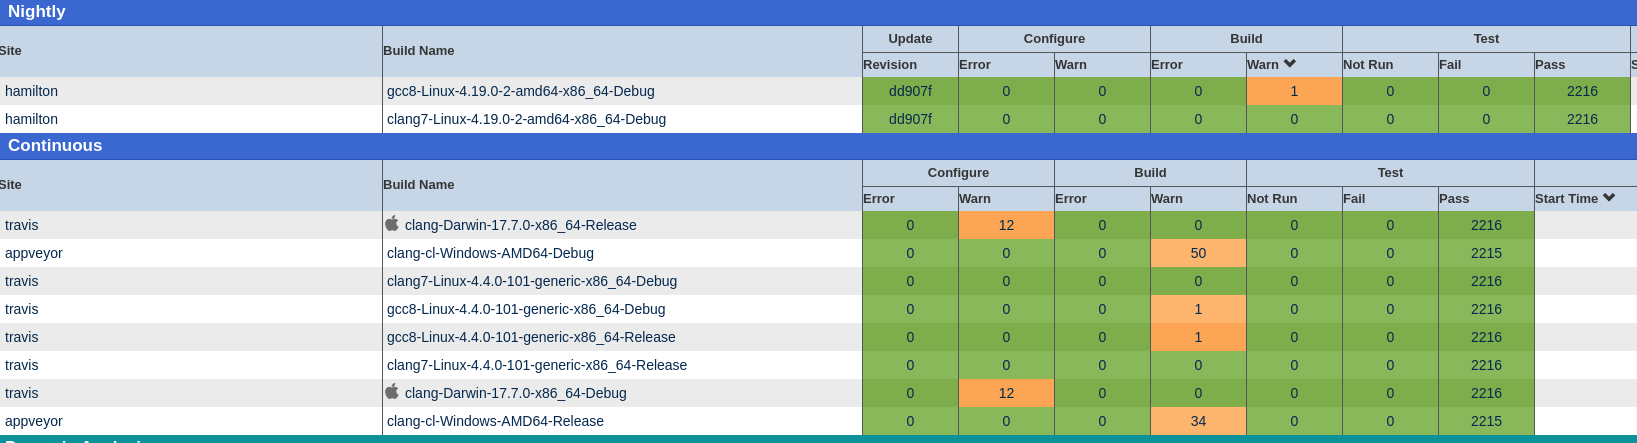 Nightly
Site Build Name Update Configure Build Test
Revision Error Warn Error Warn Not Run Fail Pass
hamilton gcc8-Linux-4.19.0-2-amd64-x86_64-Debug dd907f 0 0 0 1 0 0 2216
hamilton clang7-Linux-4.19.0-2-amd64-x86_64-Debug dd907f 0 0 0 0 0 0 2216
Continuous
Site Build Name Configure Build Test
Error Warn Error Warn Not Run Fail Pass Start Time
travis clang-Darwin-17.7.0-x86_64-Release 0 12 0 0 0 0 2216
appveyor clang-cl-Windows-AMD64-Debug 0 0 0 50 0 0 2215
travis clang7-Linux-4.4.0-101-generic-x86_64-Debug 0 0 0 0 0 0 2216
travis gcc8-Linux-4.4.0-101-generic-x86_64-Debug 0 0 0 1 0 0 2216
travis gcc8-Linux-4.4.0-101-generic-x86_64-Release 0 0 0 1 0 0 2216
travis clang7-Linux-4.4.0-101-generic-x86_64-Release 0 0 0 0 0 0 2216
travis clang-Darwin-17.7.0-x86_64-Debug 0 12 0 0 0 0 2216
appveyor clang-cl-Windows-AMD64-Release 0 0 0 34 0 0 2215